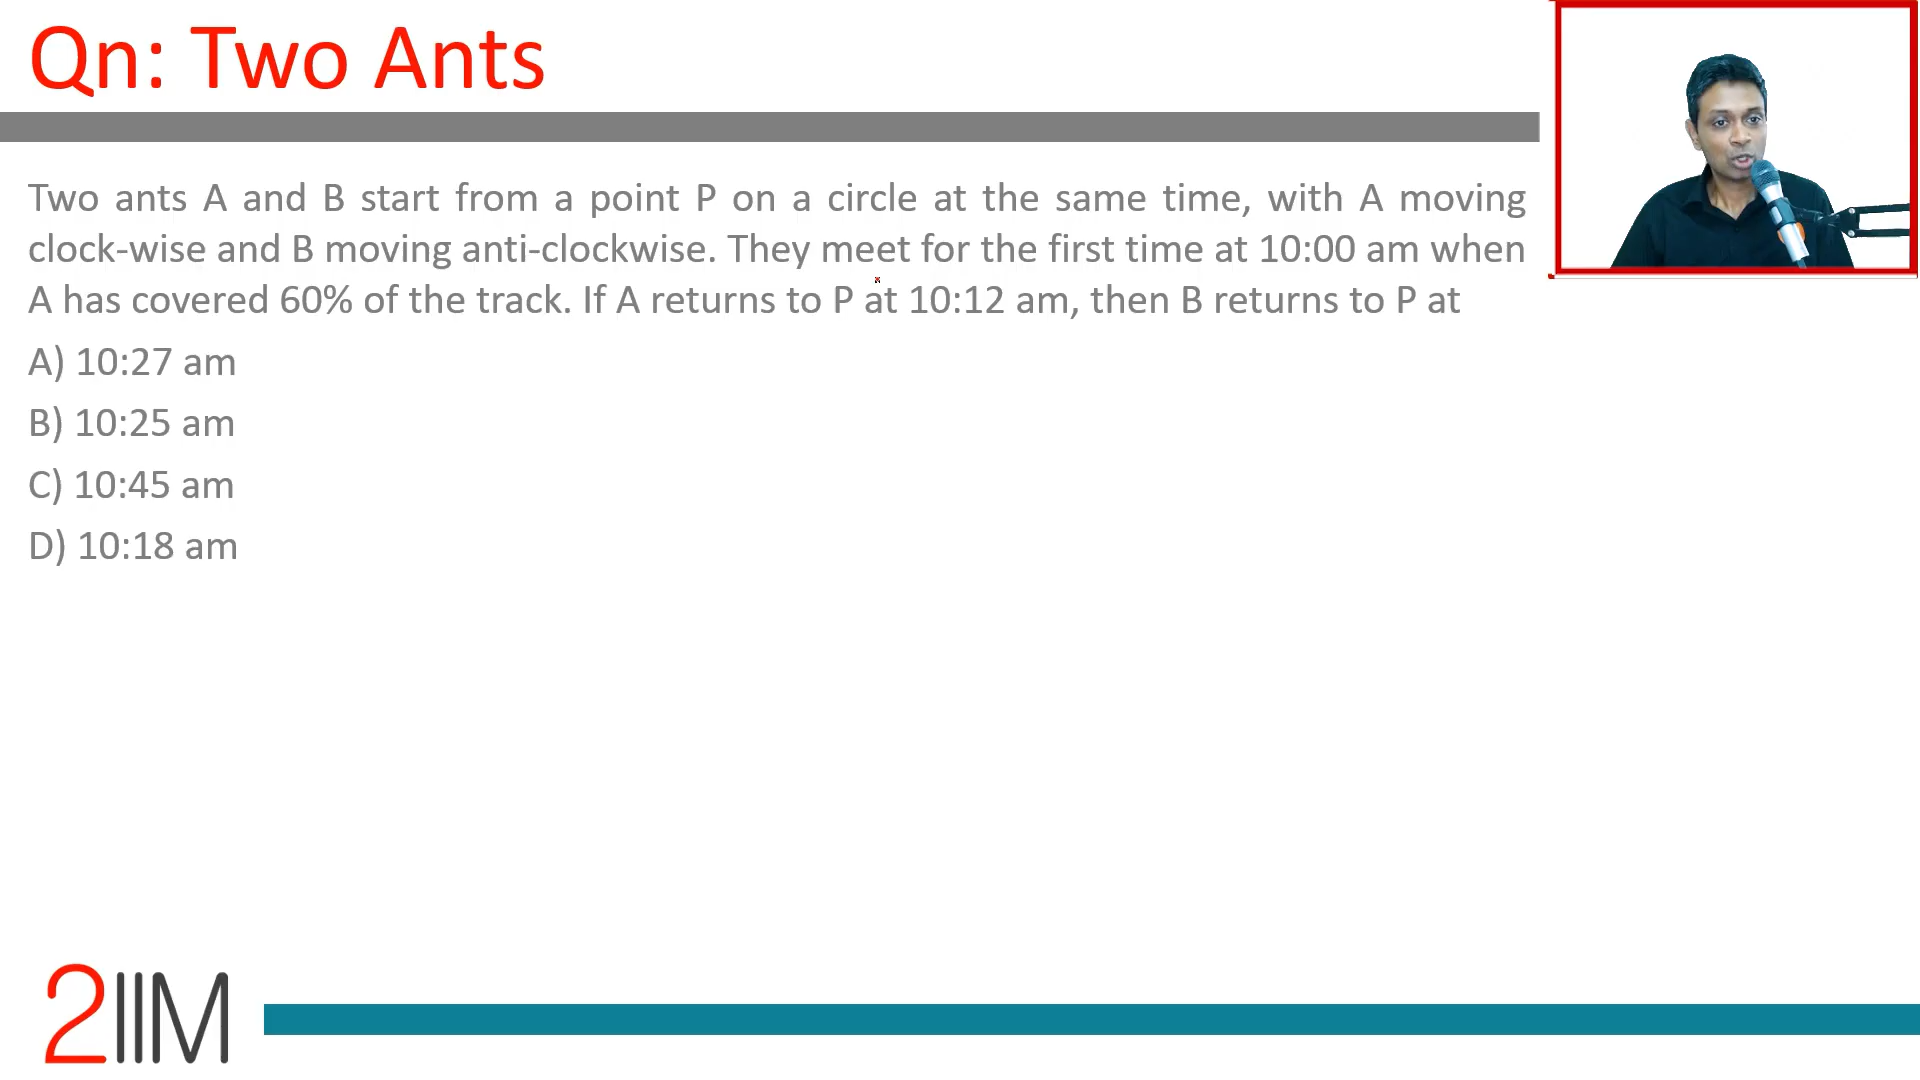 Qn: Two Ants
Two ants A and B start from a point P on a circle at the same time, with A moving
clock-wise and B moving anti-clockwise. They meet for the first time at 10:00 am when
A has covered 60% of the track. If A returns to P at 10:12 am, then B returns to P at
A) 10:27 am
B) 10:25 am
C) 10:45 am
D) 10:18 am
2IIM